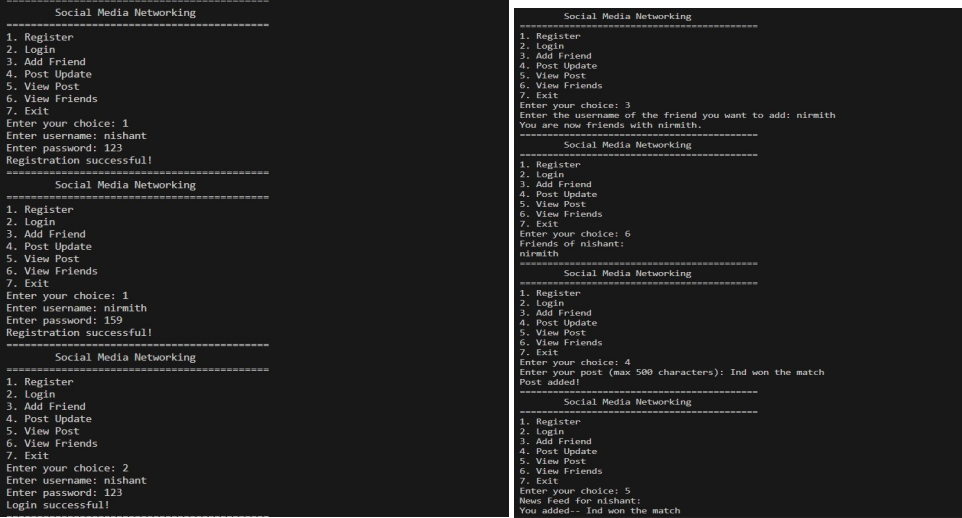 ===========================================
Social Media Networking
===========================================
1. Register
2. Login
3. Add Friend
4. Post Update
5. View Post
6. View Friends
7. Exit
Enter your choice: 1
Enter username: nishant
Enter password: 123
Registration successful!
===========================================
Social Media Networking
===========================================
1. Register
2. Login
3. Add Friend
4. Post Update
5. View Post
6. View Friends
7. Exit
Enter your choice: 1
Enter username: nirmith
Enter password: 159
Registration successful!
===========================================
Social Media Networking
===========================================
1. Register
2. Login
3. Add Friend
4. Post Update
5. View Post
6. View Friends
7. Exit
Enter your choice: 2
Enter username: nishant
Enter password: 123
Login successful!
===========================================
Social Media Networking
===========================================
1. Register
2. Login
3. Add Friend
4. Post Update
5. View Post
6. View Friends
7. Exit
Enter your choice: 3
Enter the username of the friend you want to add: nirmith
You are now friends with nirmith.
===========================================
Social Media Networking
===========================================
1. Register
2. Login
3. Add Friend
4. Post Update
5. View Post
6. View Friends
7. Exit
Enter your choice: 6
Friends of nishant:
nirmith
===========================================
Social Media Networking
===========================================
1. Register
2. Login
3. Add Friend
4. Post Update
5. View Post
6. View Friends
7. Exit
Enter your choice: 4
Enter your post (max 500 characters): Ind won the match
Post added!
===========================================
Social Media Networking
===========================================
1. Register
2. Login
3. Add Friend
4. Post Update
5. View Post
6. View Friends
7. Exit
Enter your choice: 5
News Feed for nishant:
You added-- Ind won the match